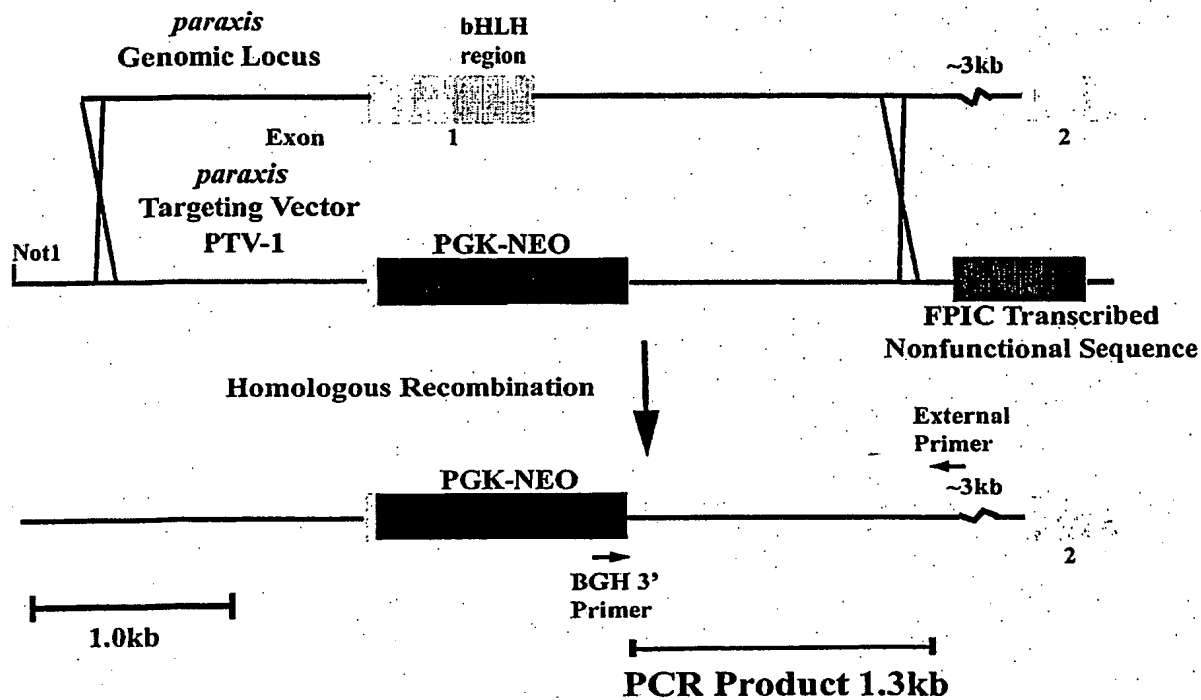 paraxis
Genomic Locus
bHLH
region
~3kb
Exon
1
2
paraxis
Targeting Vector
PTV-1
Not1
PGK-NEO
FPIC Transcribed
Nonfunctional Sequence
Homologous Recombination
External
Primer
PGK-NEO
~3kb
2
BGH 3'
Primer
1.0kb
PCR Product 1.3kb